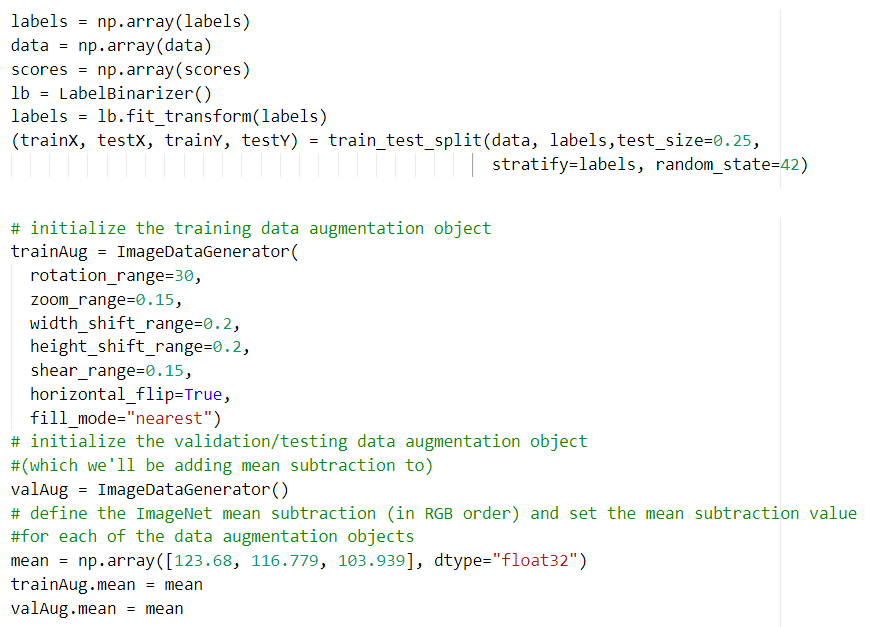 labels = np.array(labels)
data = np.array(data)
scores = np.array(scores)
lb = LabelBinarizer()
labels = lb.fit_transform(labels)
(trainX, testX, trainY, testY) = train_test_split(data, labels,test_size=0.25,
stratify=labels, random_state=42)
# initialize the training data augmentation object
trainAug = ImageDataGenerator(
rotation_range=30,
zoom_range=0.15,
width_shift_range=0.2,
height_shift_range=0.2,
shear_range=0.15,
horizontal_flip=True,
fill_mode="nearest")
# initialize the validation/testing data augmentation object
#(which we'll be adding mean subtraction to)
valAug = ImageDataGenerator()
# define the ImageNet mean subtraction (in RGB order) and set the mean subtraction value
#for each of the data augmentation objects
mean = np.array([123.68, 116.779, 103.939], dtype="float32")
trainAug.mean = mean
valAug.mean = mean